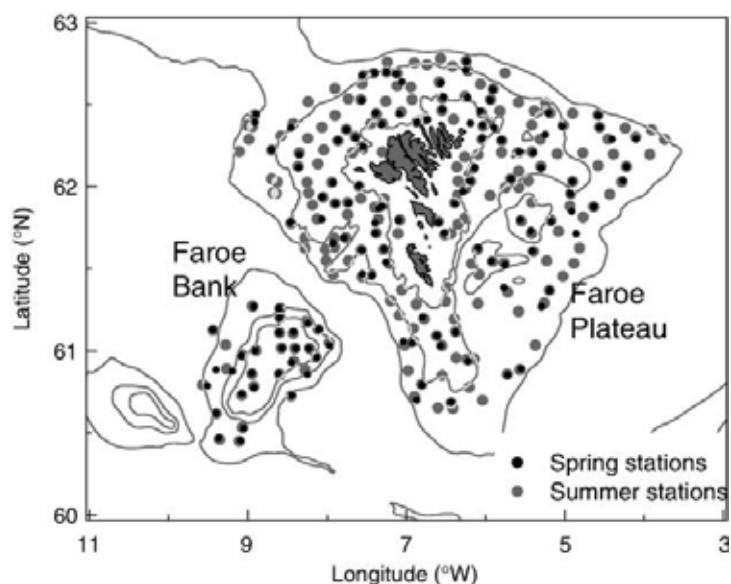 63
62
61
60
Latitude (°N)
Faroe
Bank
Faroe
Plateau
Spring stations
Summer stations
11
9
7
5
3
Longitude (°W)